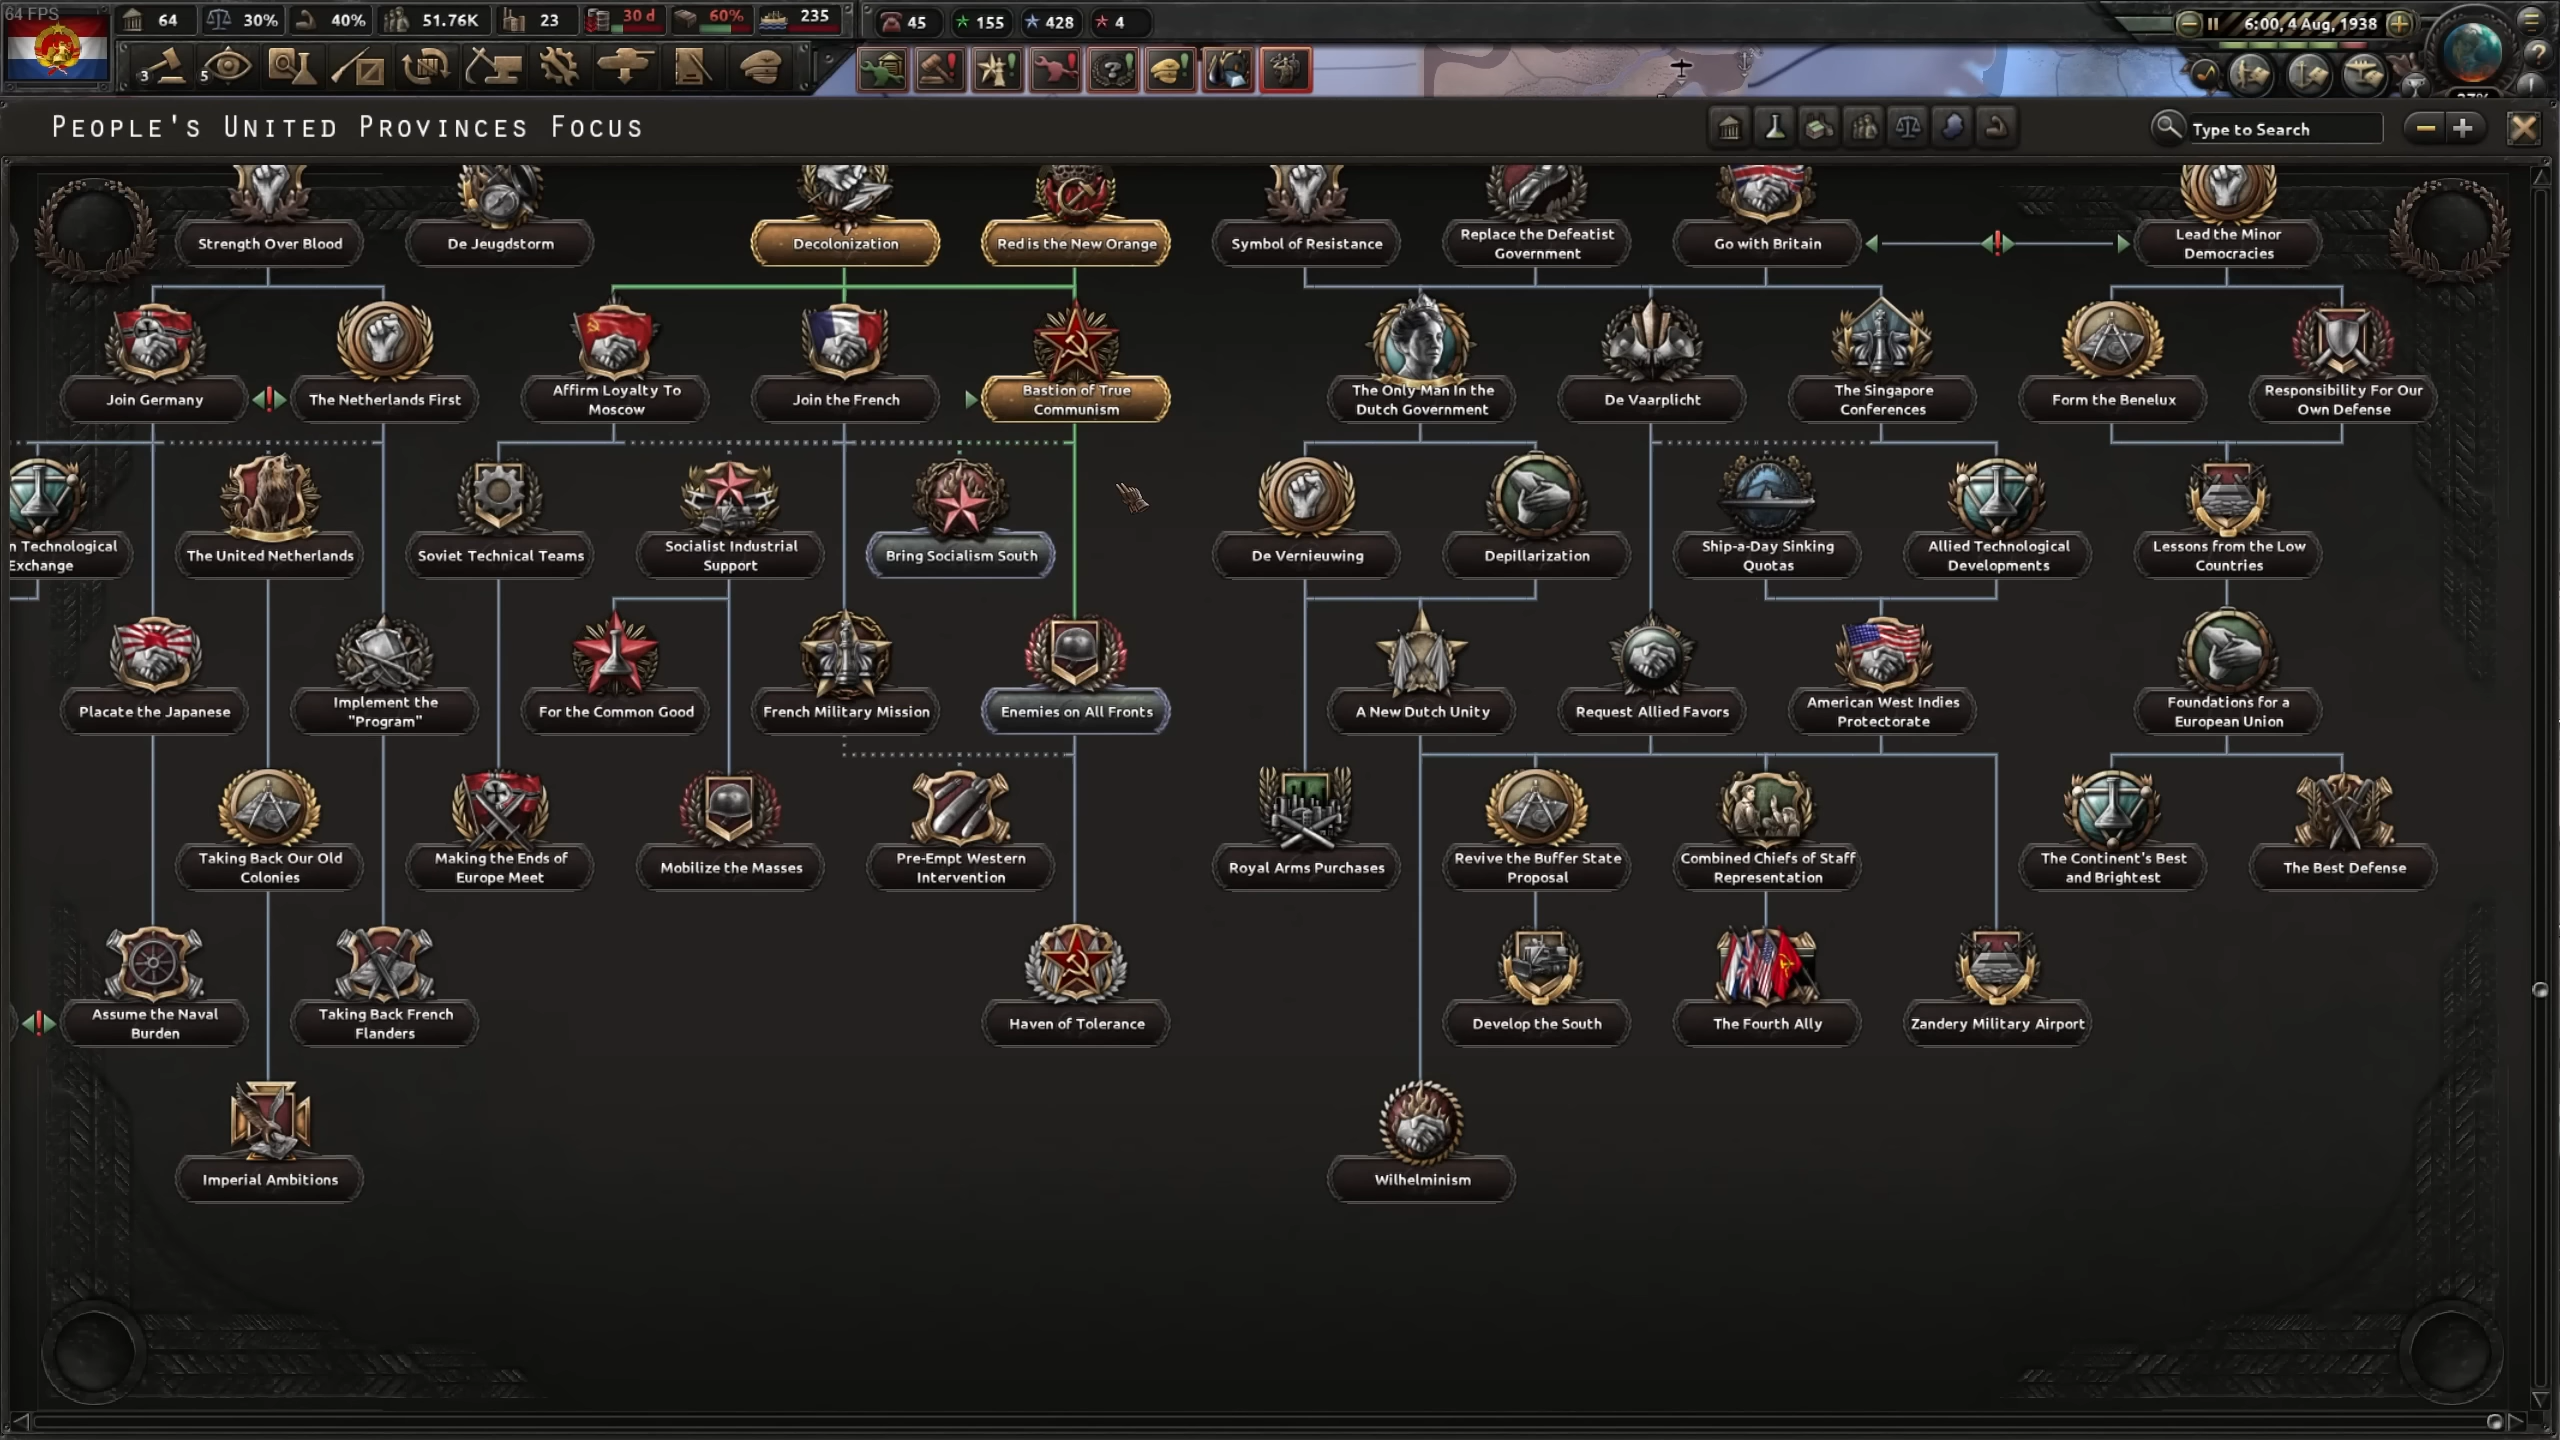 64 FPS
64
30%
40%
51.76K
23
30 d
60%
235
45
155
428
4
6:00, 4 Aug, 1938
3
5
People's United Provinces Focus
Type to Search
Strength Over Blood
De Jeugdstorm
Decolonization
Red is the New Orange
Symbol of Resistance
Replace the Defeatist
Government
Go with Britain
Lead the Minor
Democracies
Join Germany
The Netherlands First
Affirm Loyalty To
Moscow
Join the French
Bastion of True
Communism
The Only Man In the
Dutch Government
De Vaarplicht
The Singapore
Conferences
Form the Benelux
Responsibility For Our
Own Defense
n Technological
Exchange
The United Netherlands
Soviet Technical Teams
Socialist Industrial
Support
Bring Socialism South
De Vernieuwing
Depillarization
Ship-a-Day Sinking
Quotas
Allied Technological
Developments
Lessons from the Low
Countries
Placate the Japanese
Implement the
"Program"
For the Common Good
French Military Mission
Enemies on All Fronts
A New Dutch Unity
Request Allied Favors
American West Indies
Protectorate
Foundations for a
European Union
Taking Back Our Old
Colonies
Making the Ends of
Europe Meet
Mobilize the Masses
Pre-Empt Western
Intervention
Royal Arms Purchases
Revive the Buffer State
Proposal
Combined Chiefs of Staff
Representation
The Continent's Best
and Brightest
The Best Defense
Assume the Naval
Burden
Taking Back French
Flanders
Haven of Tolerance
Develop the South
The Fourth Ally
Zandery Military Airport
Imperial Ambitions
Wilhelminism